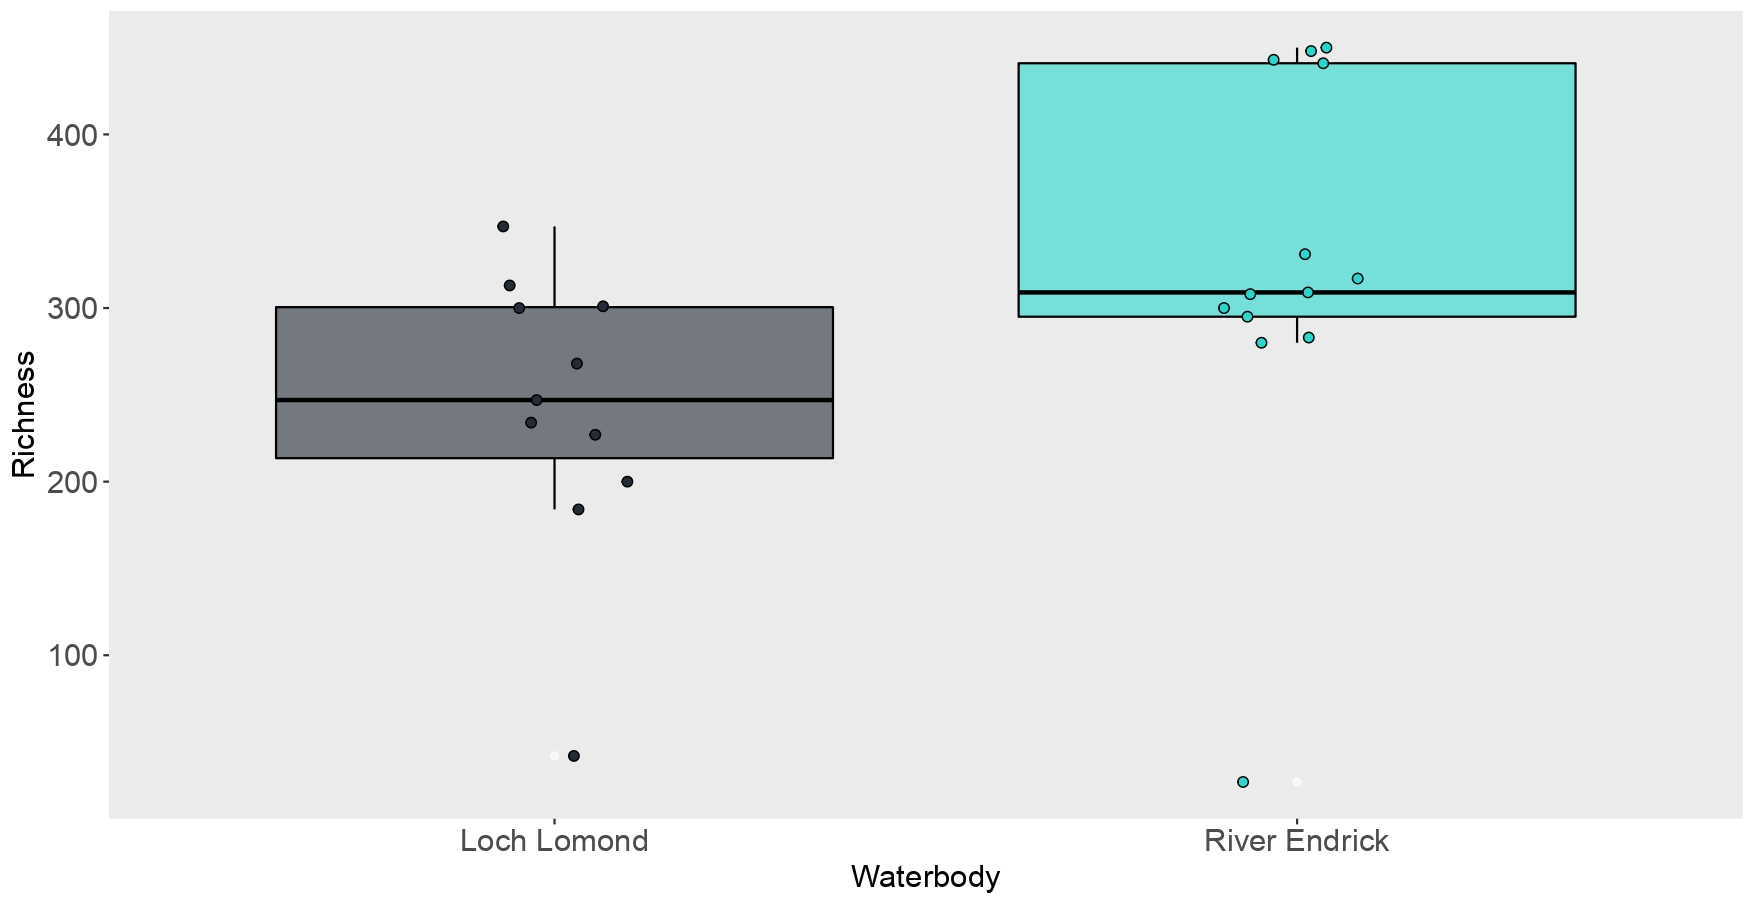 Richness
400
300
200
100
Loch Lomond
River Endrick
Waterbody